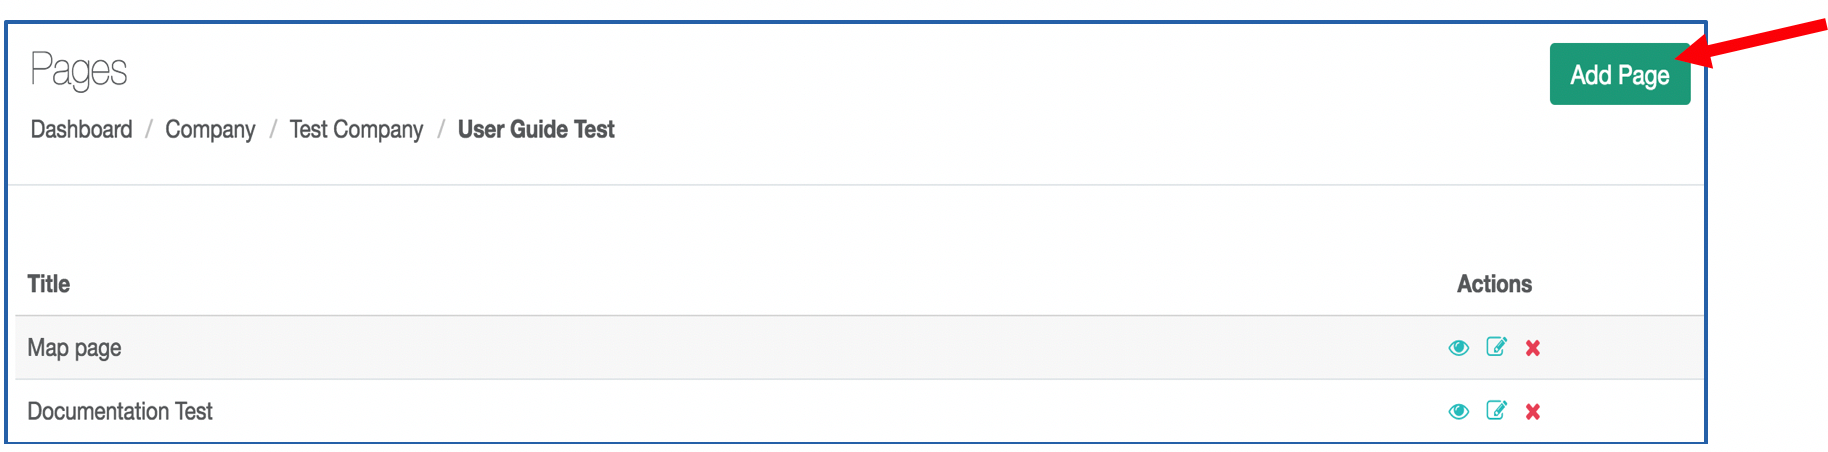 Pages
Add Page
Dashboard / Company / Test Company / User Guide Test
Title Actions
Map page
Documentation Test